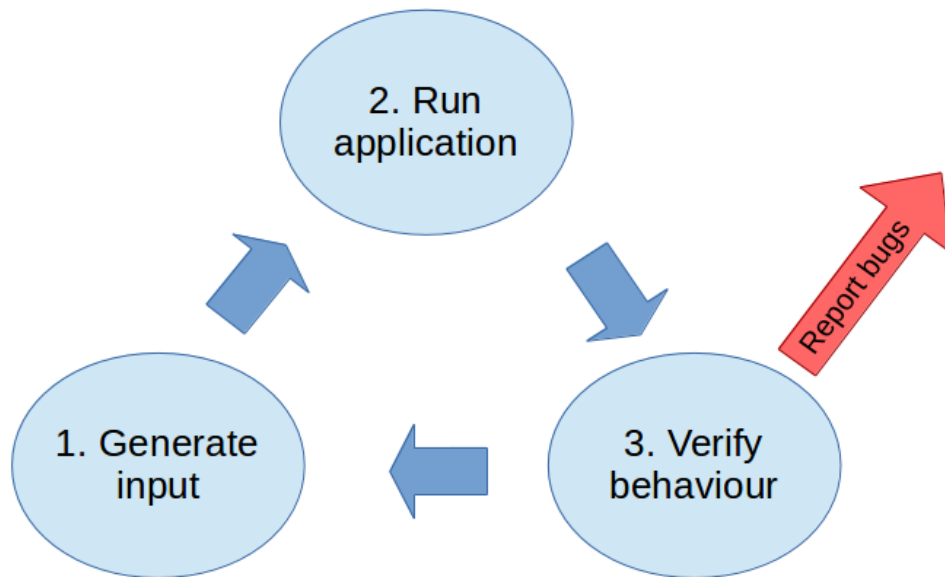 2. Run
application
Report bugs
1. Generate
input
3. Verify
behaviour